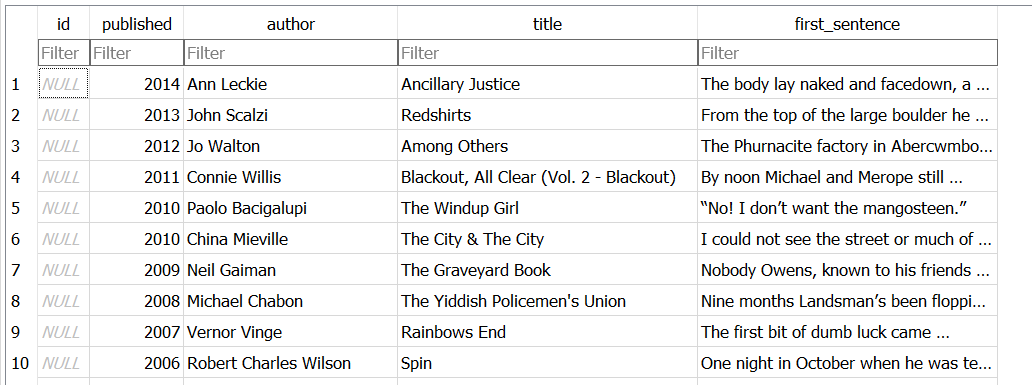 id published author title first_sentence
Filter Filter Filter Filter Filter
1 NULL 2014 Ann Leckie Ancillary Justice The body lay naked and facedown, a ...
2 NULL 2013 John Scalzi Redshirts From the top of the large boulder he ...
3 NULL 2012 Jo Walton Among Others The Phurnacite factory in Abercwmbo...
4 NULL 2011 Connie Willis Blackout, All Clear (Vol. 2 - Blackout) By noon Michael and Merope still ...
5 NULL 2010 Paolo Bacigalupi The Windup Girl “No! I don’t want the mangosteen.”
6 NULL 2010 China Mieville The City & The City I could not see the street or much of ...
7 NULL 2009 Neil Gaiman The Graveyard Book Nobody Owens, known to his friends ...
8 NULL 2008 Michael Chabon The Yiddish Policemen's Union Nine months Landsman’s been floppi...
9 NULL 2007 Vernor Vinge Rainbows End The first bit of dumb luck came ...
10 NULL 2006 Robert Charles Wilson Spin One night in October when he was te...